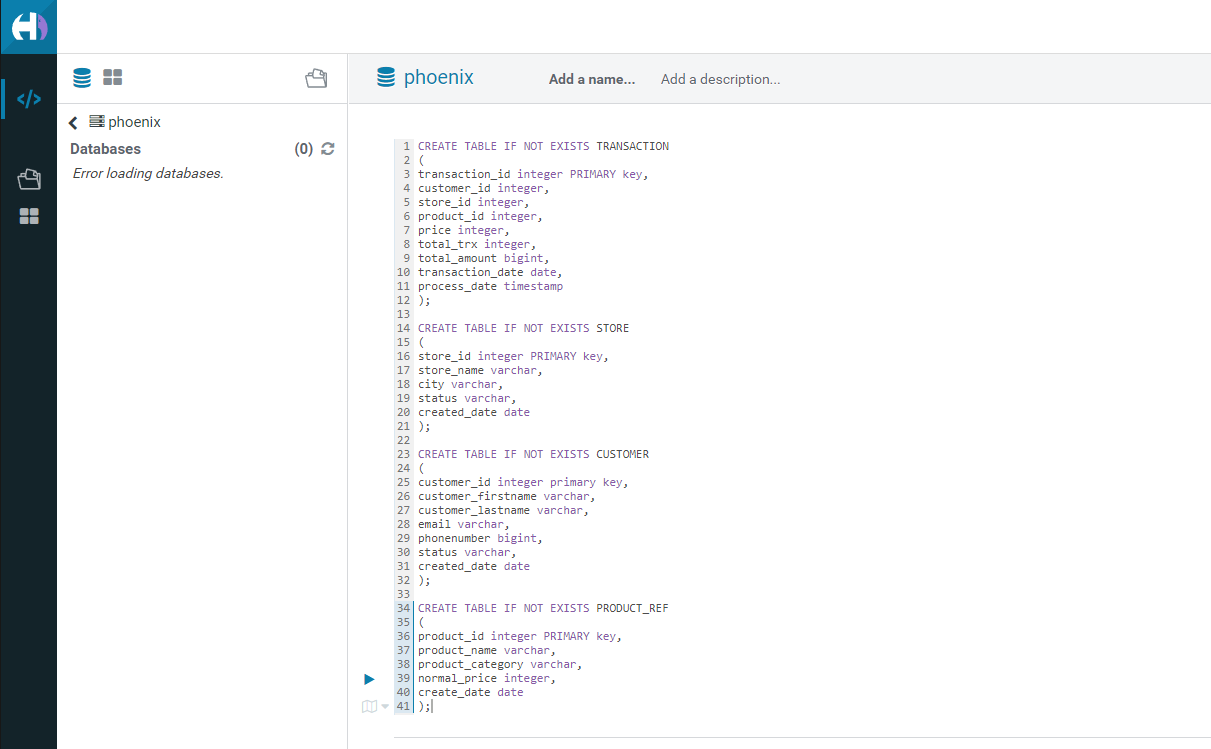 phoenix
Add a name...
Add a description...
phoenix
Databases
(0)
Error loading databases.
1 CREATE TABLE IF NOT EXISTS TRANSACTION
2 (
3 transaction_id integer PRIMARY key,
4 customer_id integer,
5 store_id integer,
6 product_id integer,
7 price integer,
8 total_trx integer,
9 total_amount bigint,
10 transaction_date date,
11 process_date timestamp
12 );
13
14 CREATE TABLE IF NOT EXISTS STORE
15 (
16 store_id integer PRIMARY key,
17 store_name varchar,
18 city varchar,
19 status varchar,
20 created_date date
21 );
22
23 CREATE TABLE IF NOT EXISTS CUSTOMER
24 (
25 customer_id integer primary key,
26 customer_firstname varchar,
27 customer_lastname varchar,
28 email varchar,
29 phonenumber bigint,
30 status varchar,
31 created_date date
32 );
33
34 CREATE TABLE IF NOT EXISTS PRODUCT_REF
35 (
36 product_id integer PRIMARY key,
37 product_name varchar,
38 product_category varchar,
39 normal_price integer,
40 create_date date
41 );